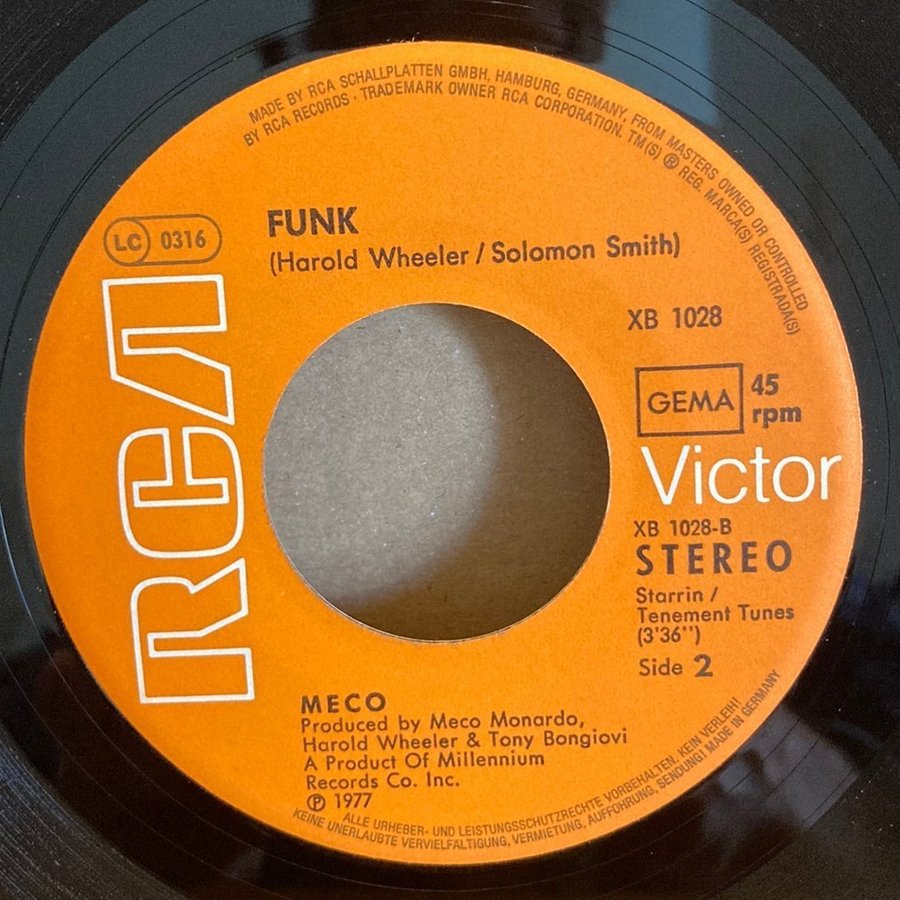 MADE BY RCA SCHALLPLATTEN GMBH, HAMBURG, GERMANY, FROM MASTERS OWNED OR CONTROLLED
BY RCA RECORDS · TRADEMARK OWNER RCA CORPORATION. TM(S) ® REG. MARCA(S) REGISTRADA(S)
LC 0316
FUNK
(Harold Wheeler / Solomon Smith)
RCA
XB 1028
GEMA
45
rpm
Victor
XB 1028-B
STEREO
Starrin /
Tenement Tunes
(3'36'')
Side 2
MECO
Produced by Meco Monardo,
Harold Wheeler & Tony Bongiovi
A Product Of Millennium
Records Co. Inc.
℗ 1977
ALLE URHEBER- UND LEISTUNGSSCHUTZRECHTE VORBEHALTEN. KEIN VERLEIH!
KEINE UNERLAUBTE VERVIELFÄLTIGUNG, VERMIETUNG, AUFFÜHRUNG, SENDUNG! MADE IN GERMANY